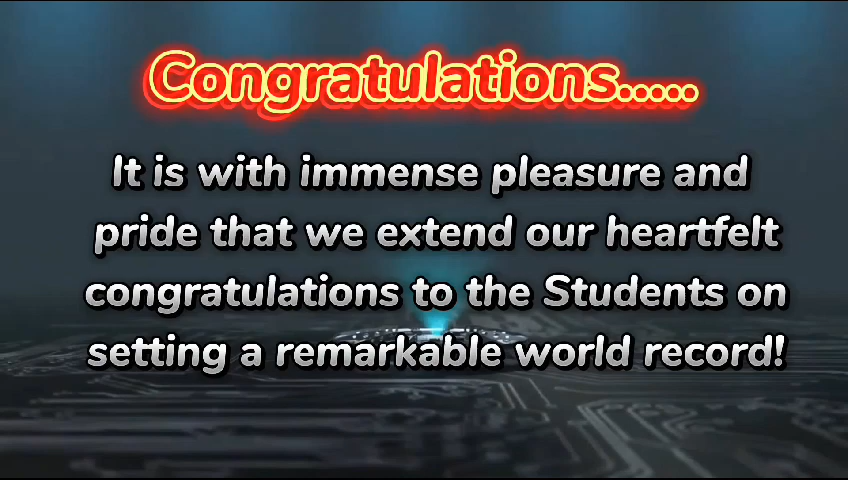 Congratulations.....
It is with immense pleasure and
pride that we extend our heartfelt
congratulations to the Students on
setting a remarkable world record!